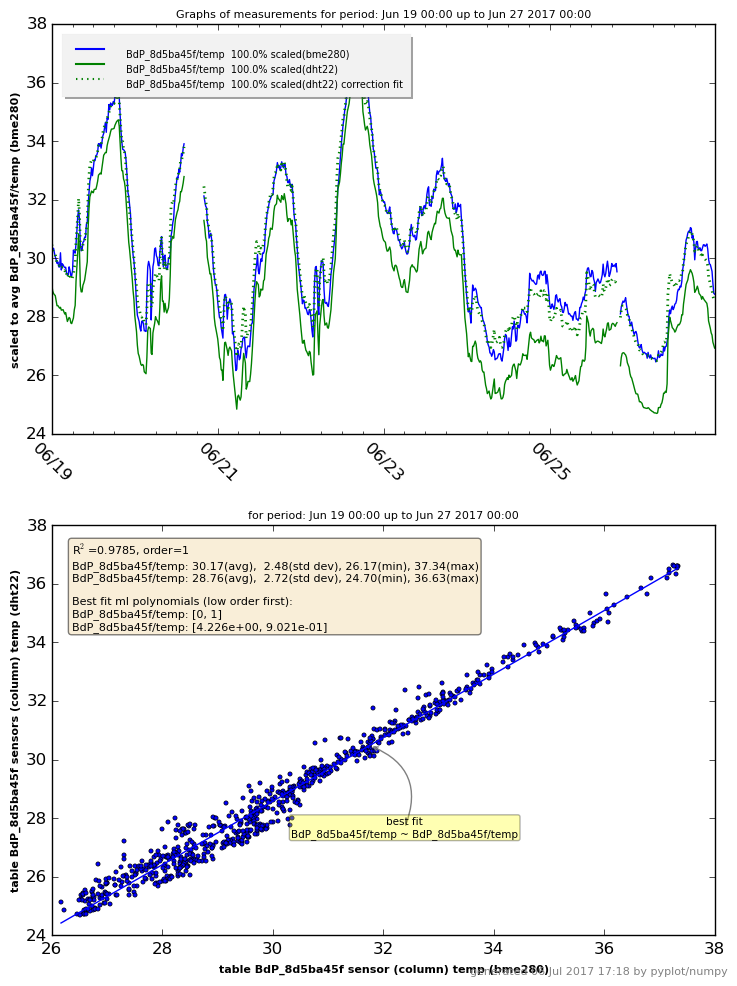 Graphs of measurements for period: Jun 19 00:00 up to Jun 27 2017 00:00
38
36
34
32
30
28
26
24
scaled to avg BdP_8d5ba45f/temp (bme280)
BdP_8d5ba45f/temp  100.0% scaled(bme280)
BdP_8d5ba45f/temp  100.0% scaled(dht22)
BdP_8d5ba45f/temp  100.0% scaled(dht22) correction fit
06/19
06/21
06/23
06/25
for period: Jun 19 00:00 up to Jun 27 2017 00:00
38
36
34
32
30
28
26
24
table BdP_8d5ba45f sensors (column) temp (dht22)
R² =0.9785, order=1
BdP_8d5ba45f/temp: 30.17(avg),  2.48(std dev), 26.17(min), 37.34(max)
BdP_8d5ba45f/temp: 28.76(avg),  2.72(std dev), 24.70(min), 36.63(max)
Best fit ml polynomials (low order first):
BdP_8d5ba45f/temp: [0, 1]
BdP_8d5ba45f/temp: [4.226e+00, 9.021e-01]
best fit
BdP_8d5ba45f/temp ~ BdP_8d5ba45f/temp
26 28 30 32 34 36 38
table BdP_8d5ba45f sensor (column) temp (bme280)
Jul 2017 17:18 by pyplot/numpy